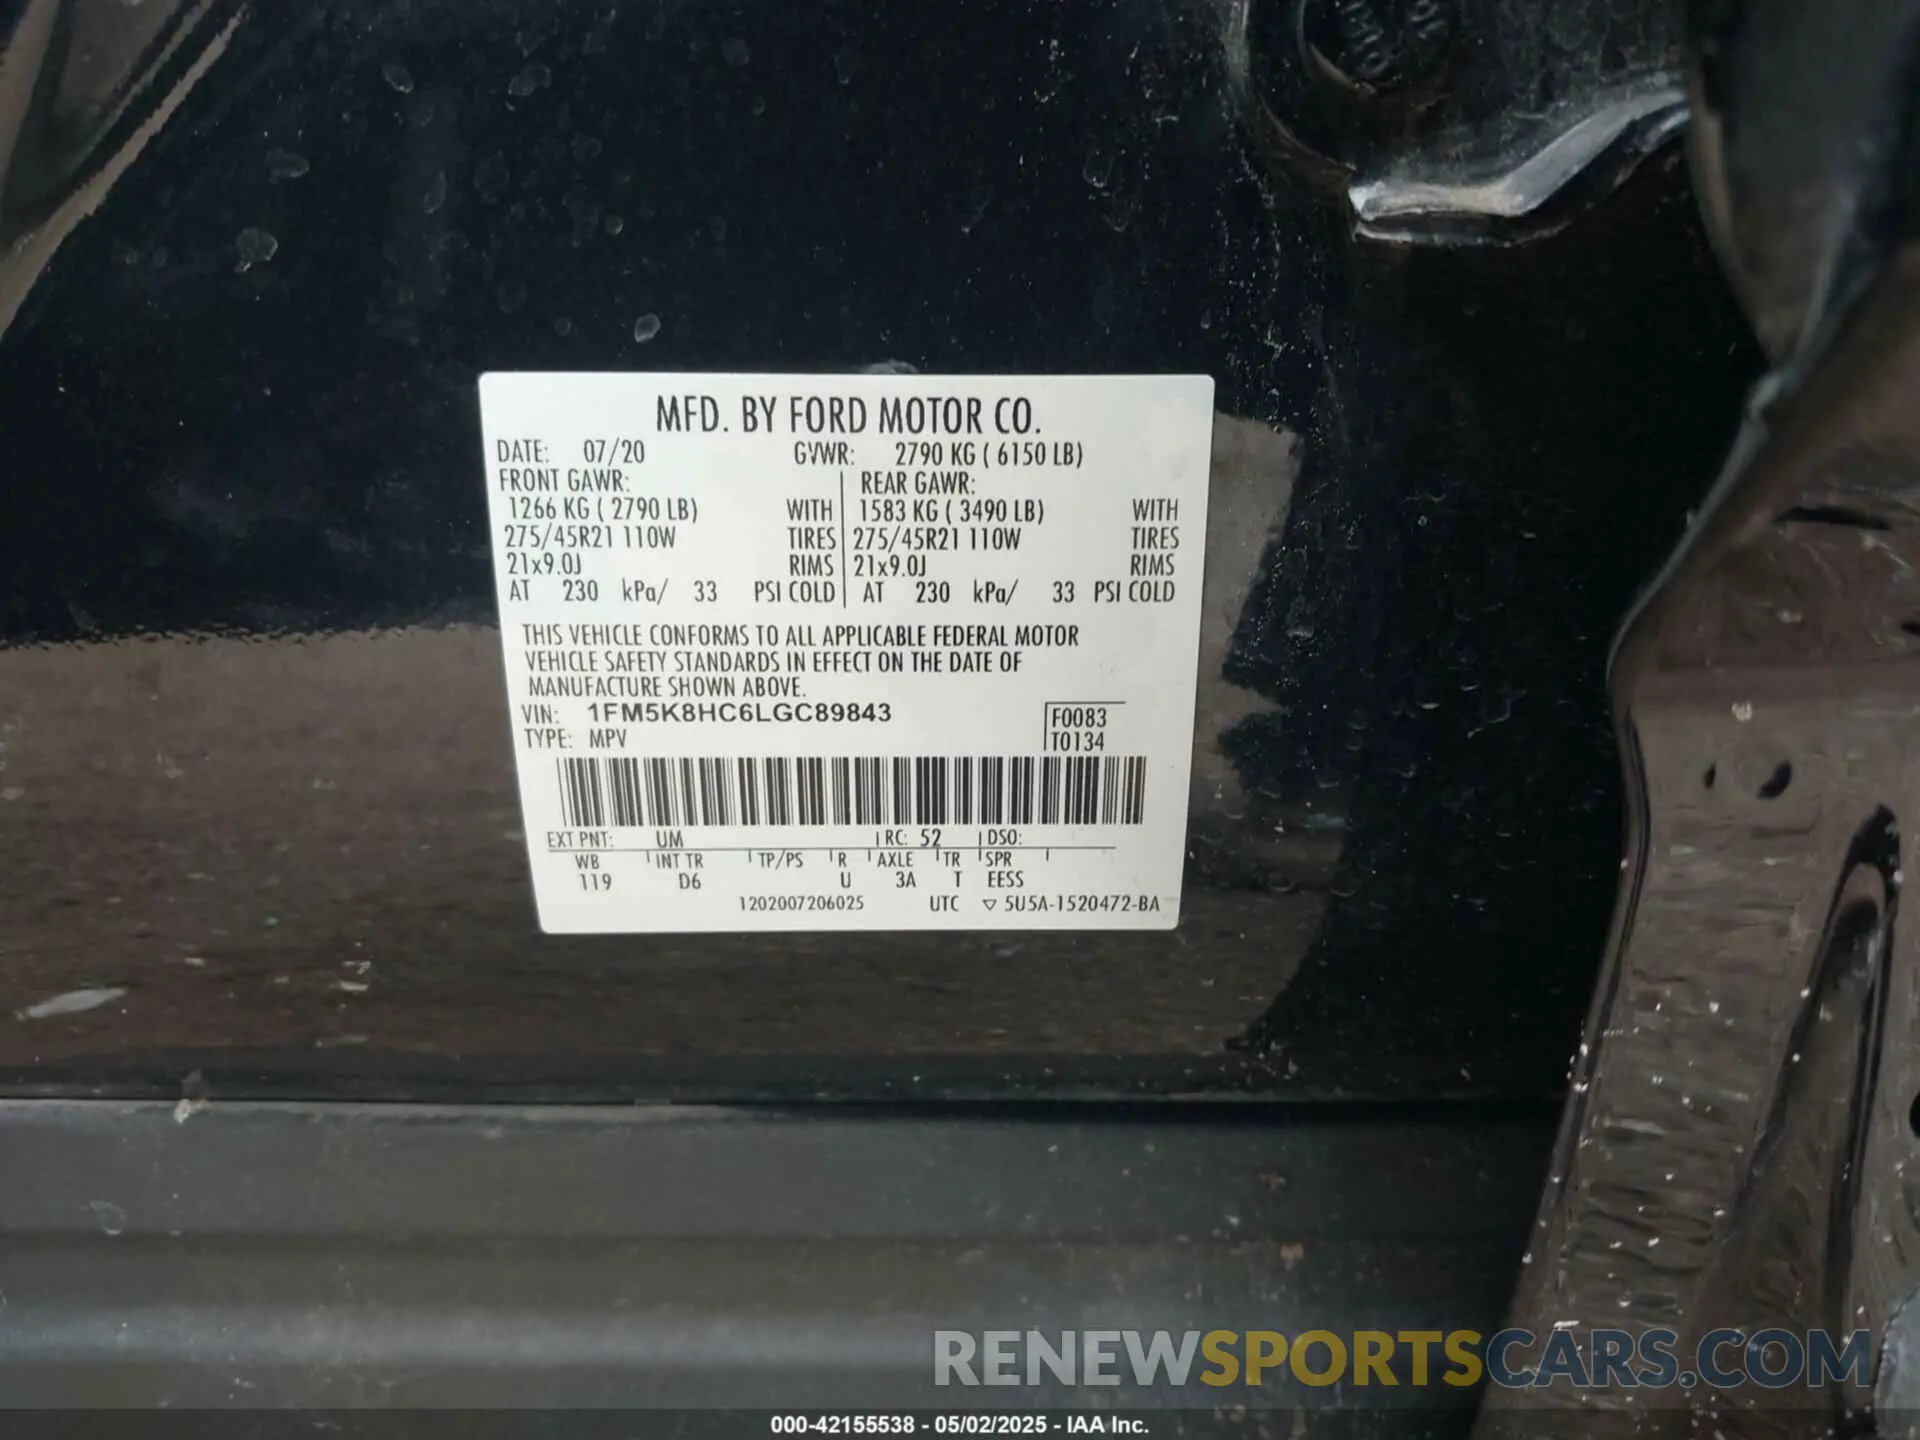 MFD. BY FORD MOTOR CO.
DATE: 07/20 GVWR: 2790 KG ( 6150 LB)
FRONT GAWR: REAR GAWR:
1266 KG ( 2790 LB) WITH 1583 KG ( 3490 LB) WITH
275/45R21 110W TIRES 275/45R21 110W TIRES
21x9.0J RIMS 21x9.0J RIMS
AT 230 kPa/ 33 PSI COLD AT 230 kPa/ 33 PSI COLD
THIS VEHICLE CONFORMS TO ALL APPLICABLE FEDERAL MOTOR
VEHICLE SAFETY STANDARDS IN EFFECT ON THE DATE OF
MANUFACTURE SHOWN ABOVE.
VIN: 1FM5K8HC6LGC89843 F0083
TYPE: MPV T0134
EXT PNT: UM RC: 52 DSO:
WB INT TR TP/PS R AXLE TR SPR
119 D6 U 3A T EESS
1202007206025 UTC ▽ 5U5A-1520472-BA
RENEWSPORTSCARS.COM
000-42155538 - 05/02/2025 - IAA Inc.